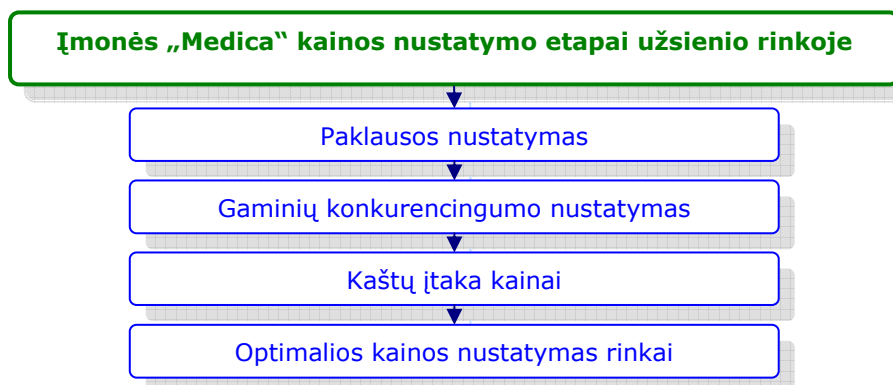 Įmonės „Medica“ kainos nustatymo etapai užsienio rinkoje
Paklausos nustatymas
Gaminių konkurencingumo nustatymas
Kaštų įtaka kainai
Optimalios kainos nustatymas rinkai